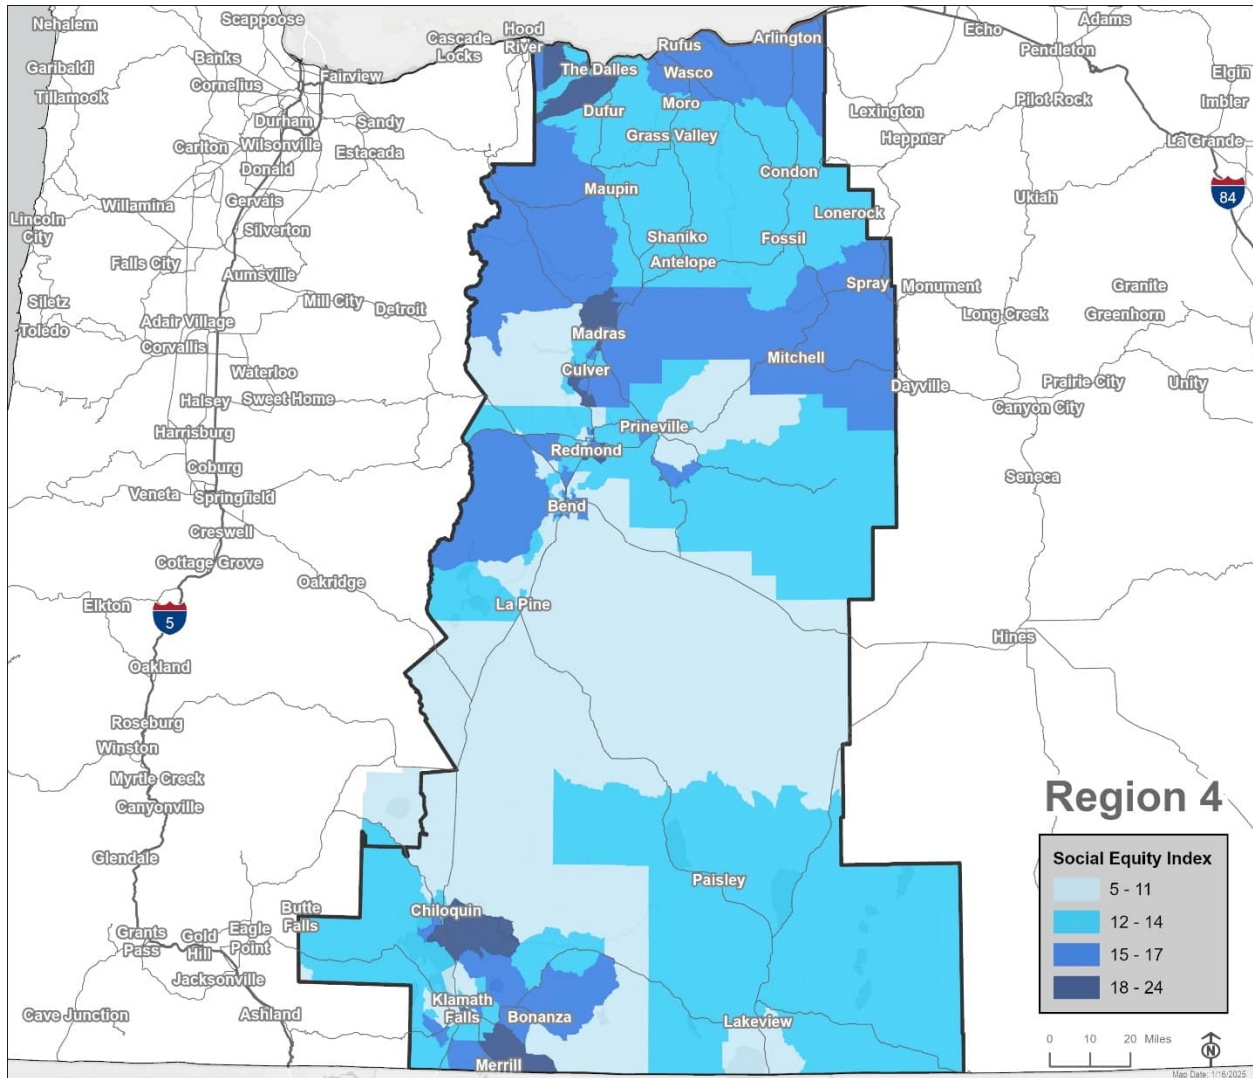 Nehalem
Scappoose
Hood
River
Cascade
Locks
Rufus
Arlington
Echo
Adams
Pendleton
Banks
Fairview
Garibaldi
Cornelius
Tillamook
The Dalles
Wasco
Elgin
Imbler
Durham
Sandy
Dufur
Moro
Lexington
Pilot Rock
Carlton
Wilsonville
Estacada
Grass Valley
Heppner
La Grande
Donald
Condon
84
Willamina
Gervais
Maupin
Lonerock
Ukiah
Lincoln
City
Silverton
Shaniko
Fossil
Falls City
Aumsville
Antelope
Spray
Monument
Granite
Siletz
Mill City
Detroit
Long Creek
Greenhorn
Toledo
Adair Village
Madras
Corvallis
Mitchell
Waterloo
Culver
Dayville
Prairie City
Unity
Halsey
Sweet Home
Canyon City
Harrisburg
Prineville
Redmond
Coburg
Seneca
Veneta
Springfield
Bend
Creswell
Cottage Grove
Oakridge
Elkton
La Pine
5
Hines
Oakland
Roseburg
Winston
Myrtle Creek
Canyonville
Glendale
Paisley
Butte
Falls
Chiloquin
Grants
Pass
Gold
Hill
Eagle
Point
Jacksonville
Klamath
Falls
Bonanza
Cave Junction
Ashland
Lakeview
Merrill
Region 4
Social Equity Index
5 - 11
12 - 14
15 - 17
18 - 24
0 10 20 Miles
N
Map Date: 1/16/2025